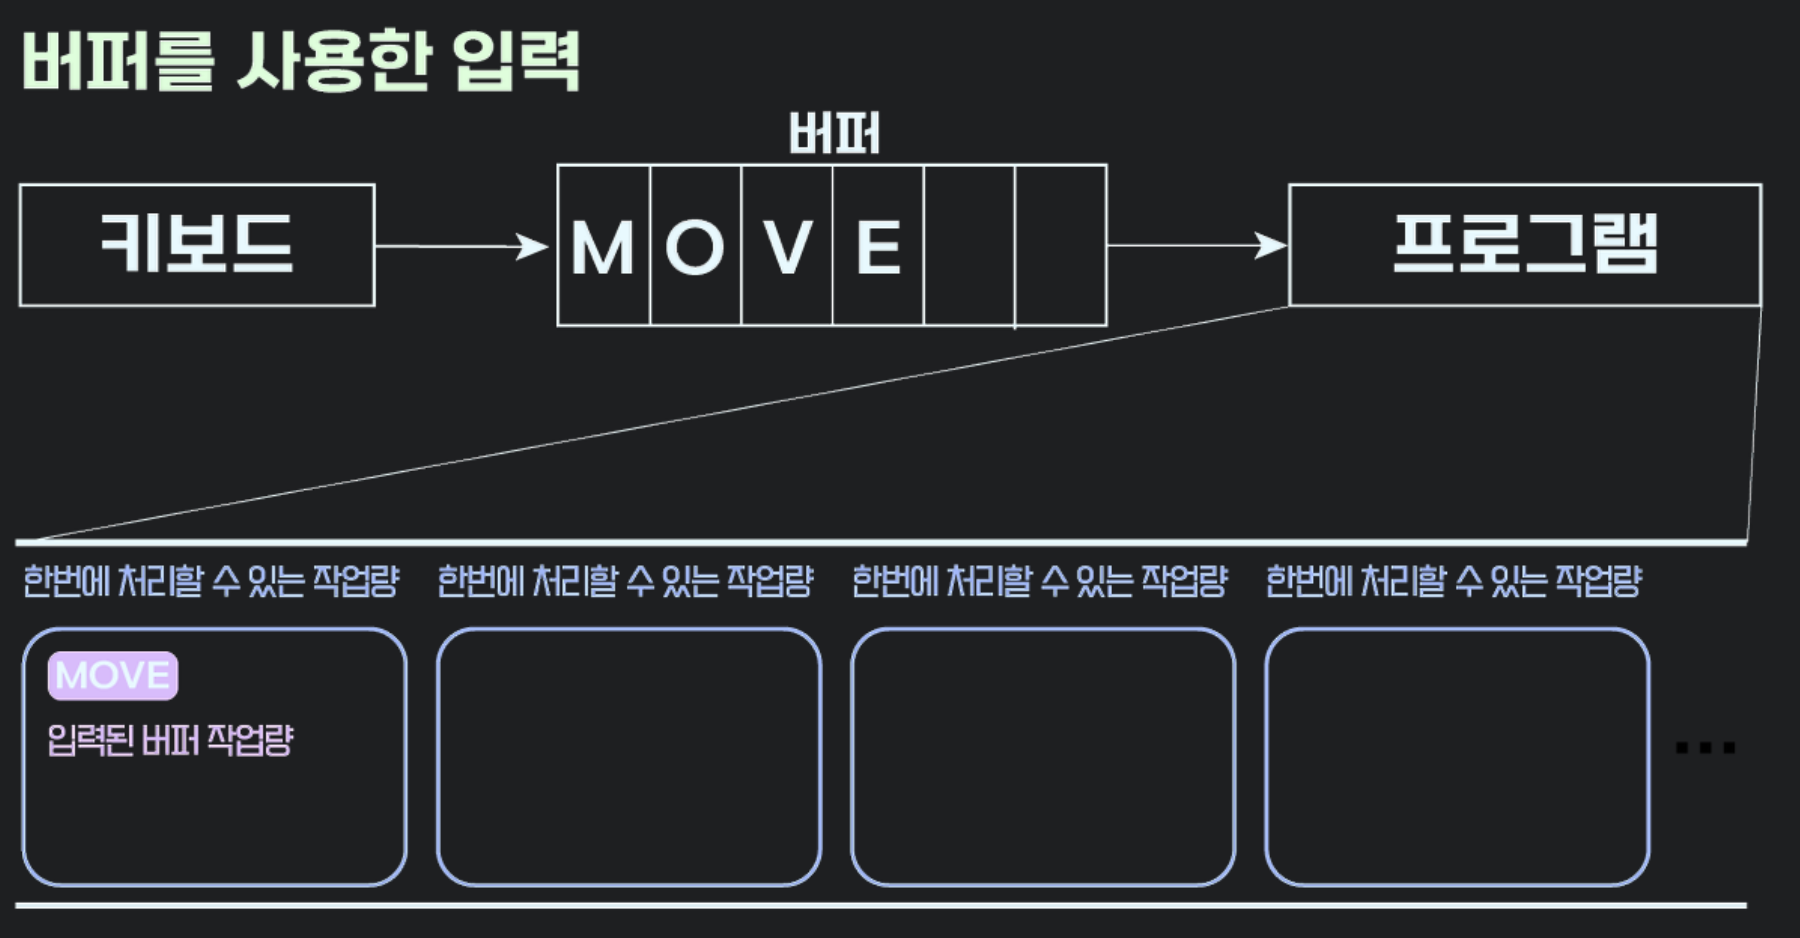 버퍼를 사용한 입력
버퍼
키보드
M O V E
프로그램
한번에 처리할 수 있는 작업량
한번에 처리할 수 있는 작업량
한번에 처리할 수 있는 작업량
한번에 처리할 수 있는 작업량
MOVE
입력된 버퍼 작업량
...